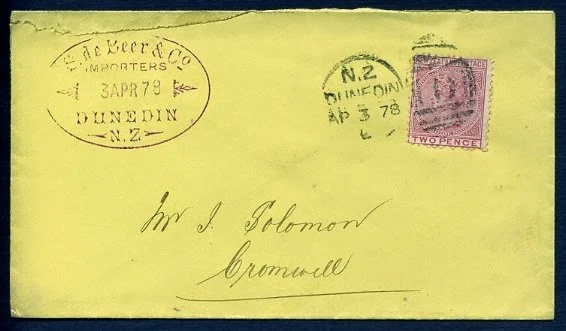 de Beer & Co
IMPORTERS
3 APR 78
DUNEDIN
N.Z
N.Z
DUNEDIN
AP 3 78
TWO PENCE
Mr I. Solomon
Cromwell